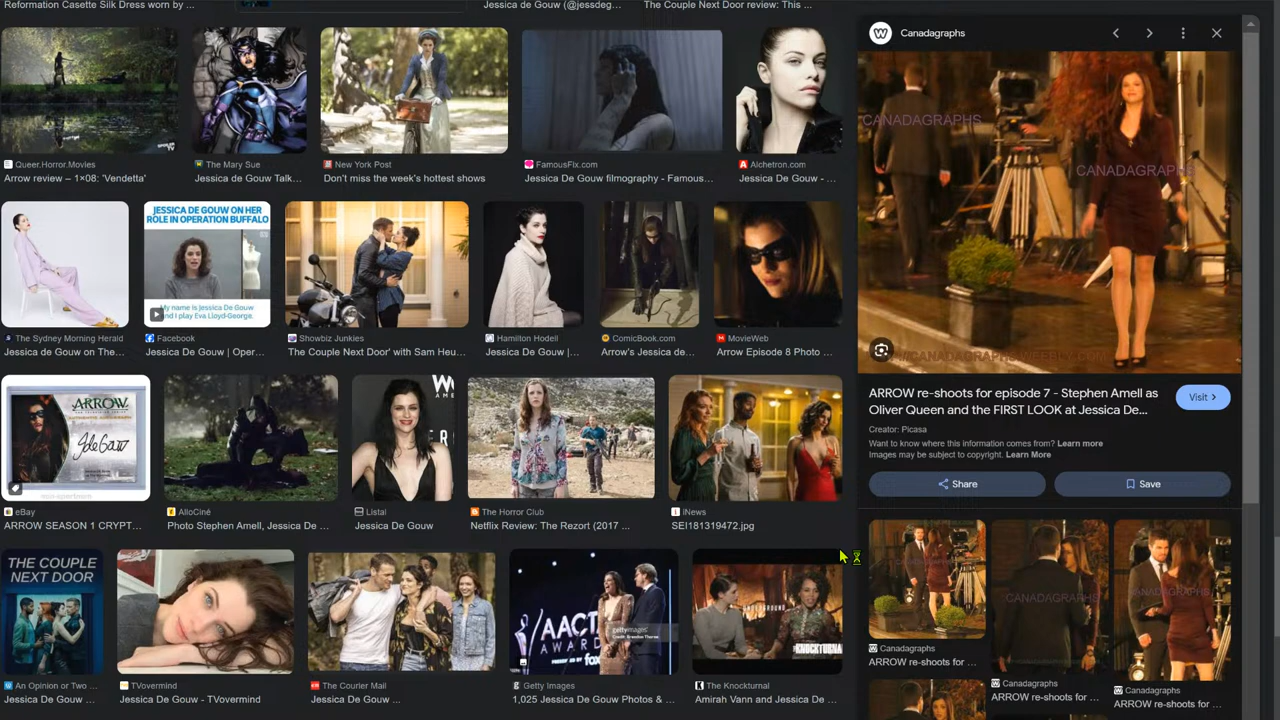 Reformation Casette Silk Dress worn by ...
Jessica de Gouw (@jessdeg...
The Couple Next Door review: This ...
Queer.Horror.Movies
Arrow review – 1×08: 'Vendetta'
The Mary Sue
Jessica de Gouw Talk...
New York Post
Don't miss the week's hottest shows
FamousFix.com
Jessica De Gouw filmography - Famous...
Alchetron.com
Jessica De Gouw - ...
JESSICA DE GOUW ON HER
ROLE IN OPERATION BUFFALO
My name is Jessica De Gouw
and I play Eva Lloyd-George.
The Sydney Morning Herald
Jessica de Gouw on The...
Facebook
Jessica De Gouw | Oper...
Showbiz Junkies
'The Couple Next Door' with Sam Heu...
Hamilton Hodell
Jessica De Gouw |...
ComicBook.com
Arrow's Jessica de...
MovieWeb
Arrow Episode 8 Photo ...
ARROW
eBay
ARROW SEASON 1 CRYPT...
AlloCiné
Photo Stephen Amell, Jessica De ...
Listal
Jessica De Gouw
The Horror Club
Netflix Review: The Rezort (2017 ...
iNews
SEI181319472.jpg
THE COUPLE
NEXT DOOR
An Opinion or Two ...
Jessica De Gouw ...
TVovermind
Jessica De Gouw - TVovermind
The Courier Mail
Jessica De Gouw ...
AACT
AWARD
fox
gettyimages
Getty Images
1,025 Jessica De Gouw Photos & ...
UNDERGROUND
#KNOCKTURNA
The Knockturnal
Amirah Vann and Jessica De ...
Canadagraphs
CANADAGRAPHS
CANADAGRAPHS
://CANADAGRAPHS.WEEBLY.COM
ARROW re-shoots for episode 7 - Stephen Amell as
Oliver Queen and the FIRST LOOK at Jessica De...
Visit
Creator: Picasa
Want to know where this information comes from? Learn more
Images may be subject to copyright. Learn More
Share
Save
CANADAGRAPHS
CANADAGRAPHS
Canadagraphs
ARROW re-shoots for ...
Canadagraphs
ARROW re-shoots for ...
Canadagraphs
ARROW re-shoots for ...